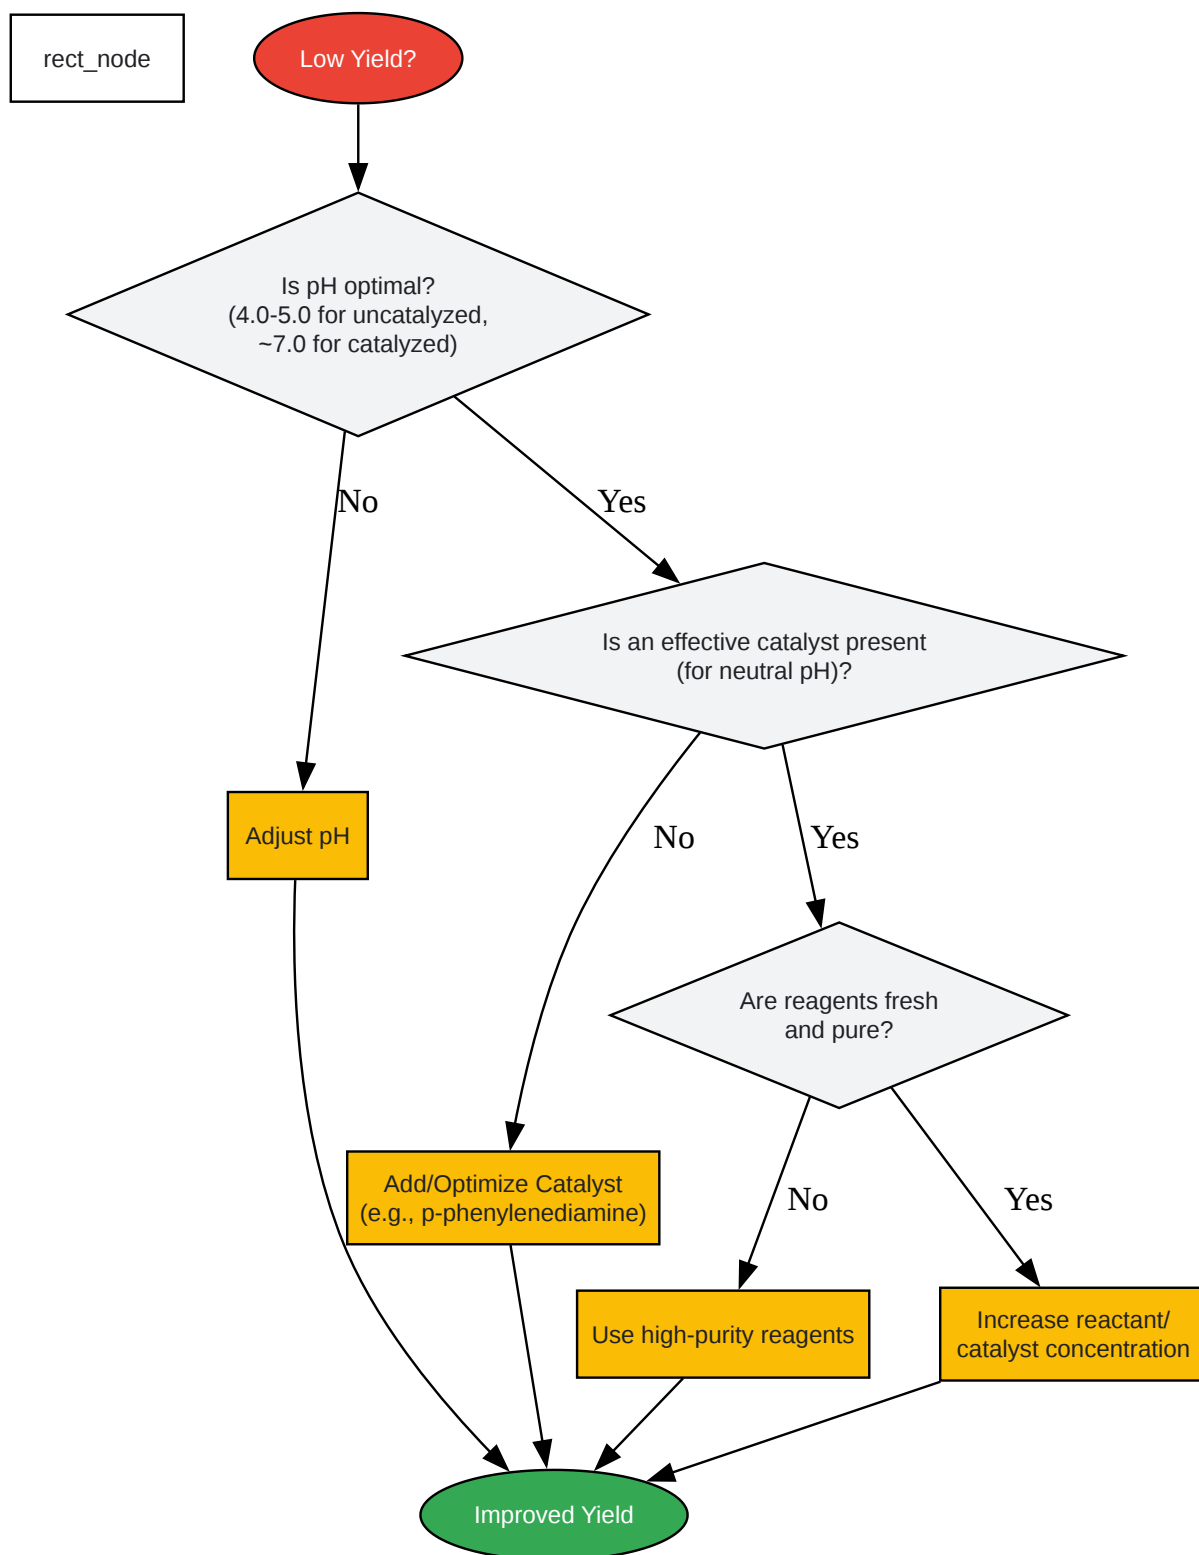 rect_node
Low Yield?
Is pH optimal?
(4.0-5.0 for uncatalyzed,
~7.0 for catalyzed)
No
Yes
Is an effective catalyst present
(for neutral pH)?
Adjust pH
No
Yes
Are reagents fresh
and pure?
Add/Optimize Catalyst
(e.g., p-phenylenediamine)
No
Yes
Use high-purity reagents
Increase reactant/
catalyst concentration
Improved Yield